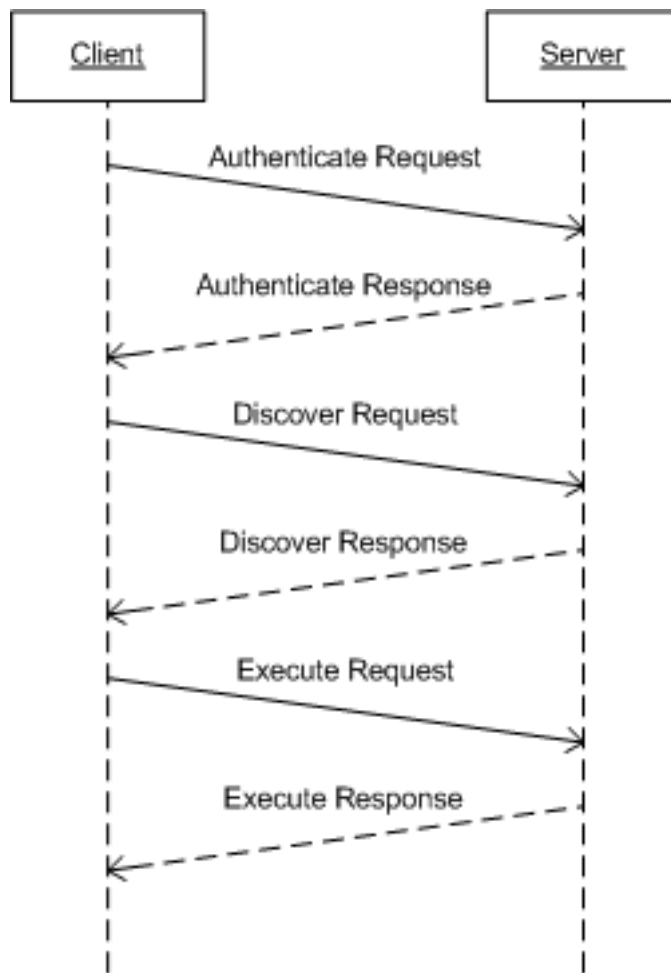 Client
Server
Authenticate Request
Authenticate Response
Discover Request
Discover Response
Execute Request
Execute Response